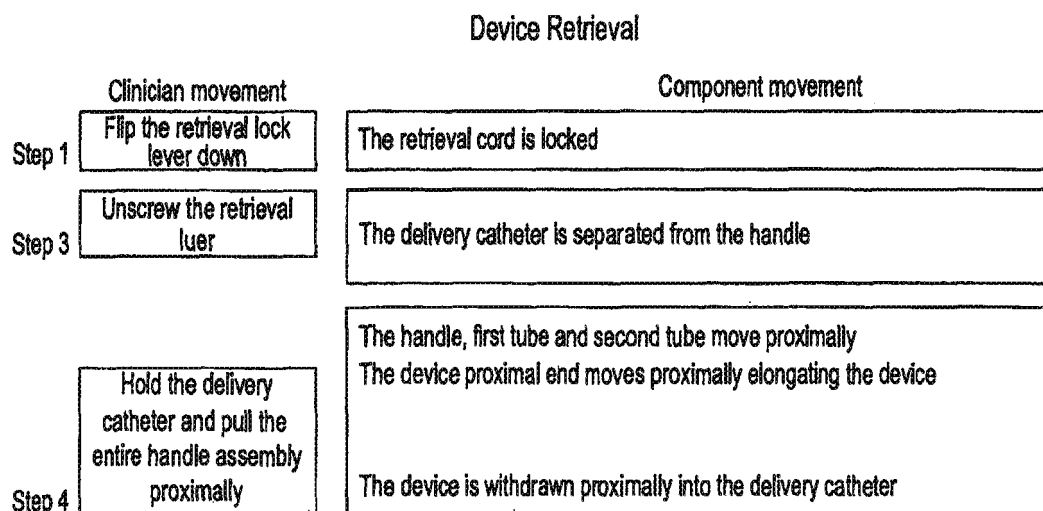 Device Retrieval
Clinician movement
Component movement
Step 1
Flip the retrieval lock
lever down
The retrieval cord is locked
Step 3
Unscrew the retrieval
luer
The delivery catheter is separated from the handle
Step 4
Hold the delivery
catheter and pull the
entire handle assembly
proximally
The handle, first tube and second tube move proximally
The device proximal end moves proximally elongating the device
The device is withdrawn proximally into the delivery catheter